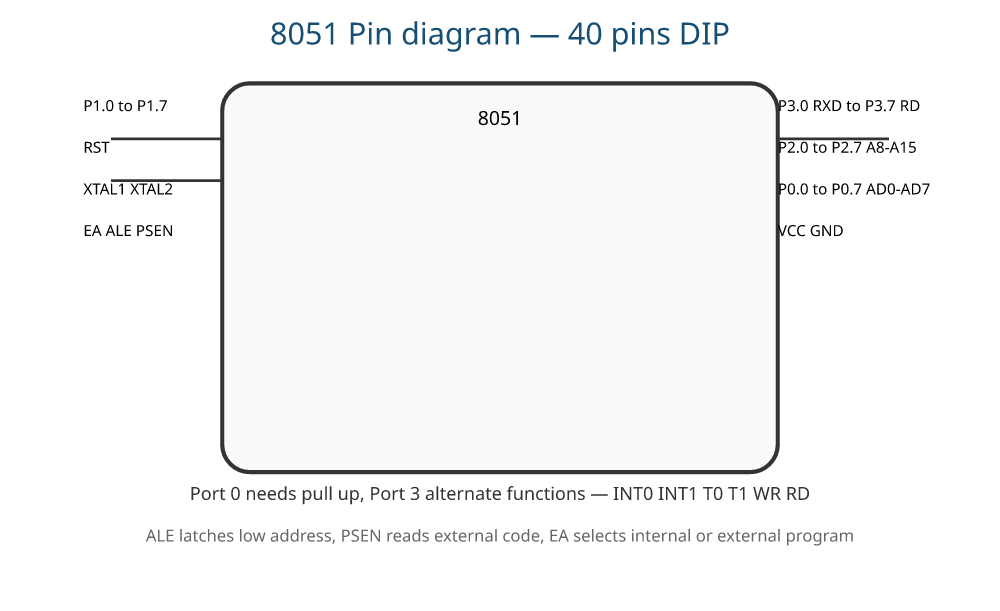 8051 Pin diagram — 40 pins DIP
8051
P1.0 to P1.7
RST
XTAL1 XTAL2
EA ALE PSEN
P3.0 RXD to P3.7 RD
P2.0 to P2.7 A8-A15
P0.0 to P0.7 AD0-AD7
VCC GND
Port 0 needs pull up, Port 3 alternate functions — INT0 INT1 T0 T1 WR RD
ALE latches low address, PSEN reads external code, EA selects internal or external program